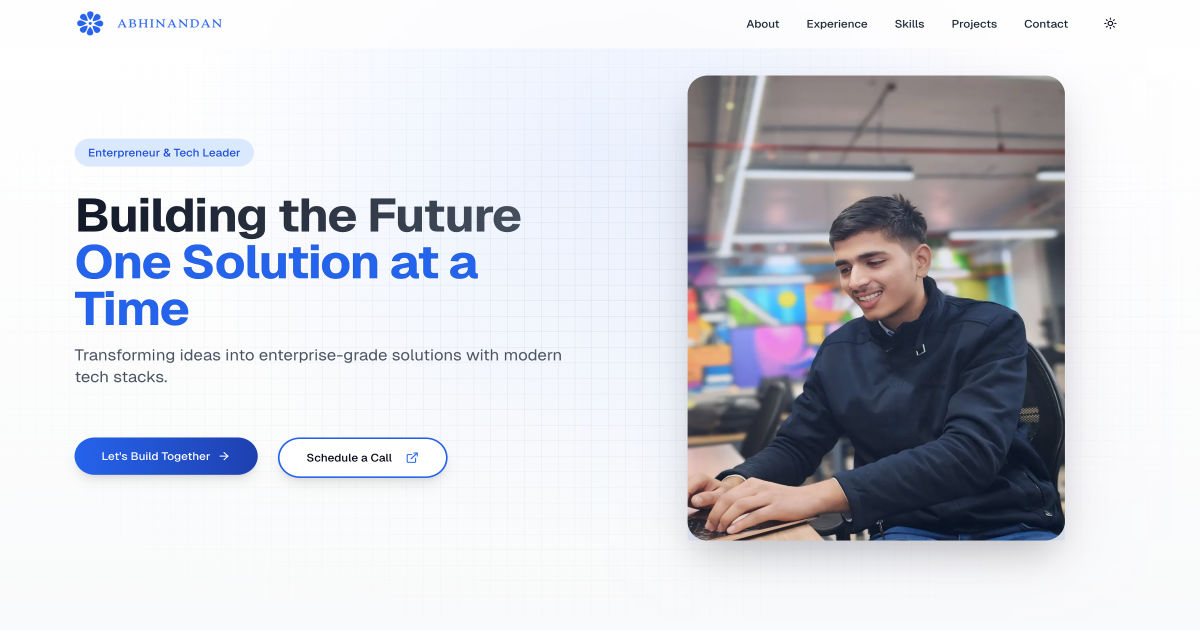 ABHINANDAN
About
Experience
Skills
Projects
Contact
Enterpreneur & Tech Leader
Building the Future
One Solution at a
Time
Transforming ideas into enterprise-grade solutions with modern
tech stacks.
Let's Build Together
Schedule a Call